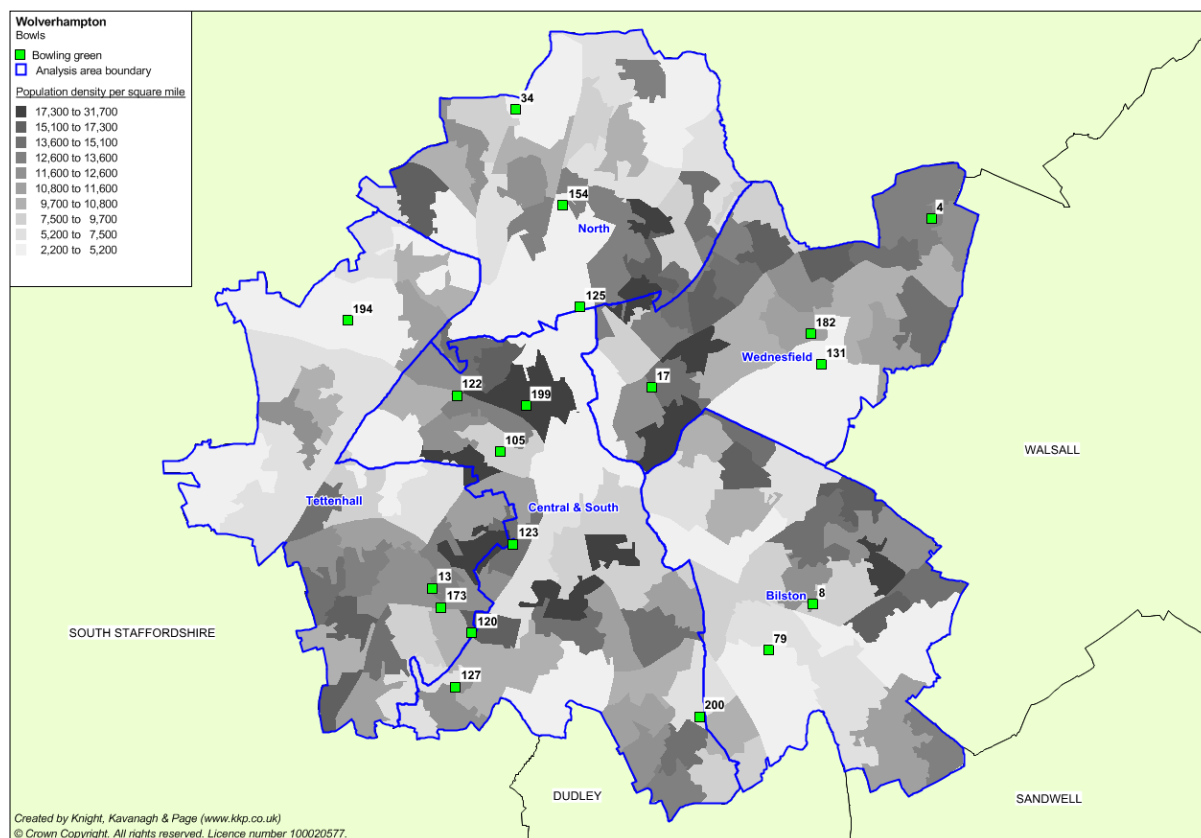 Wolverhampton
Bowls
Bowling green
Analysis area boundary
Population density per square mile
17,300 to 31,700
15,100 to 17,300
13,600 to 15,100
12,600 to 13,600
11,600 to 12,600
10,800 to 11,600
9,700 to 10,800
7,500 to 9,700
5,200 to 7,500
2,200 to 5,200
34
154
4
North
125
194
182
Wednesfield
131
17
122
199
105
WALSALL
Tettenhall
Central & South
123
13
Bilston
8
173
SOUTH STAFFORDSHIRE
120
79
127
200
DUDLEY
SANDWELL
Created by Knight, Kavanagh & Page (www.kkp.co.uk)
© Crown Copyright. All rights reserved. Licence number 100020577.